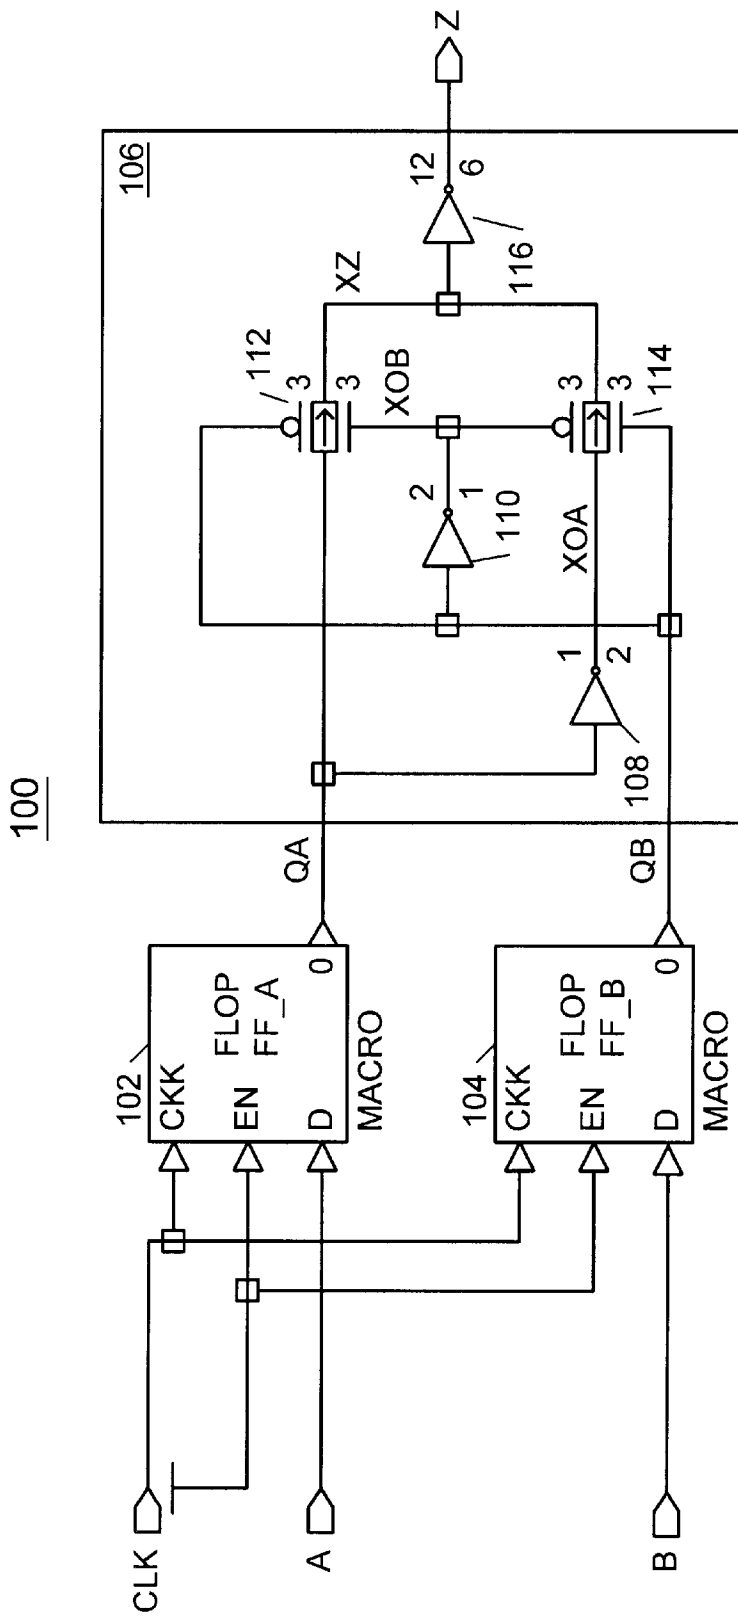 100
CLK
A
B
102
CKK
EN
D
FLOP
FF_A
0
MACRO
104
CKK
EN
D
FLOP
FF_B
0
MACRO
QA
QB
106
108
1
2
XOA
110
2
1
XOB
112
3
3
114
3
3
XZ
116
12
6
Z